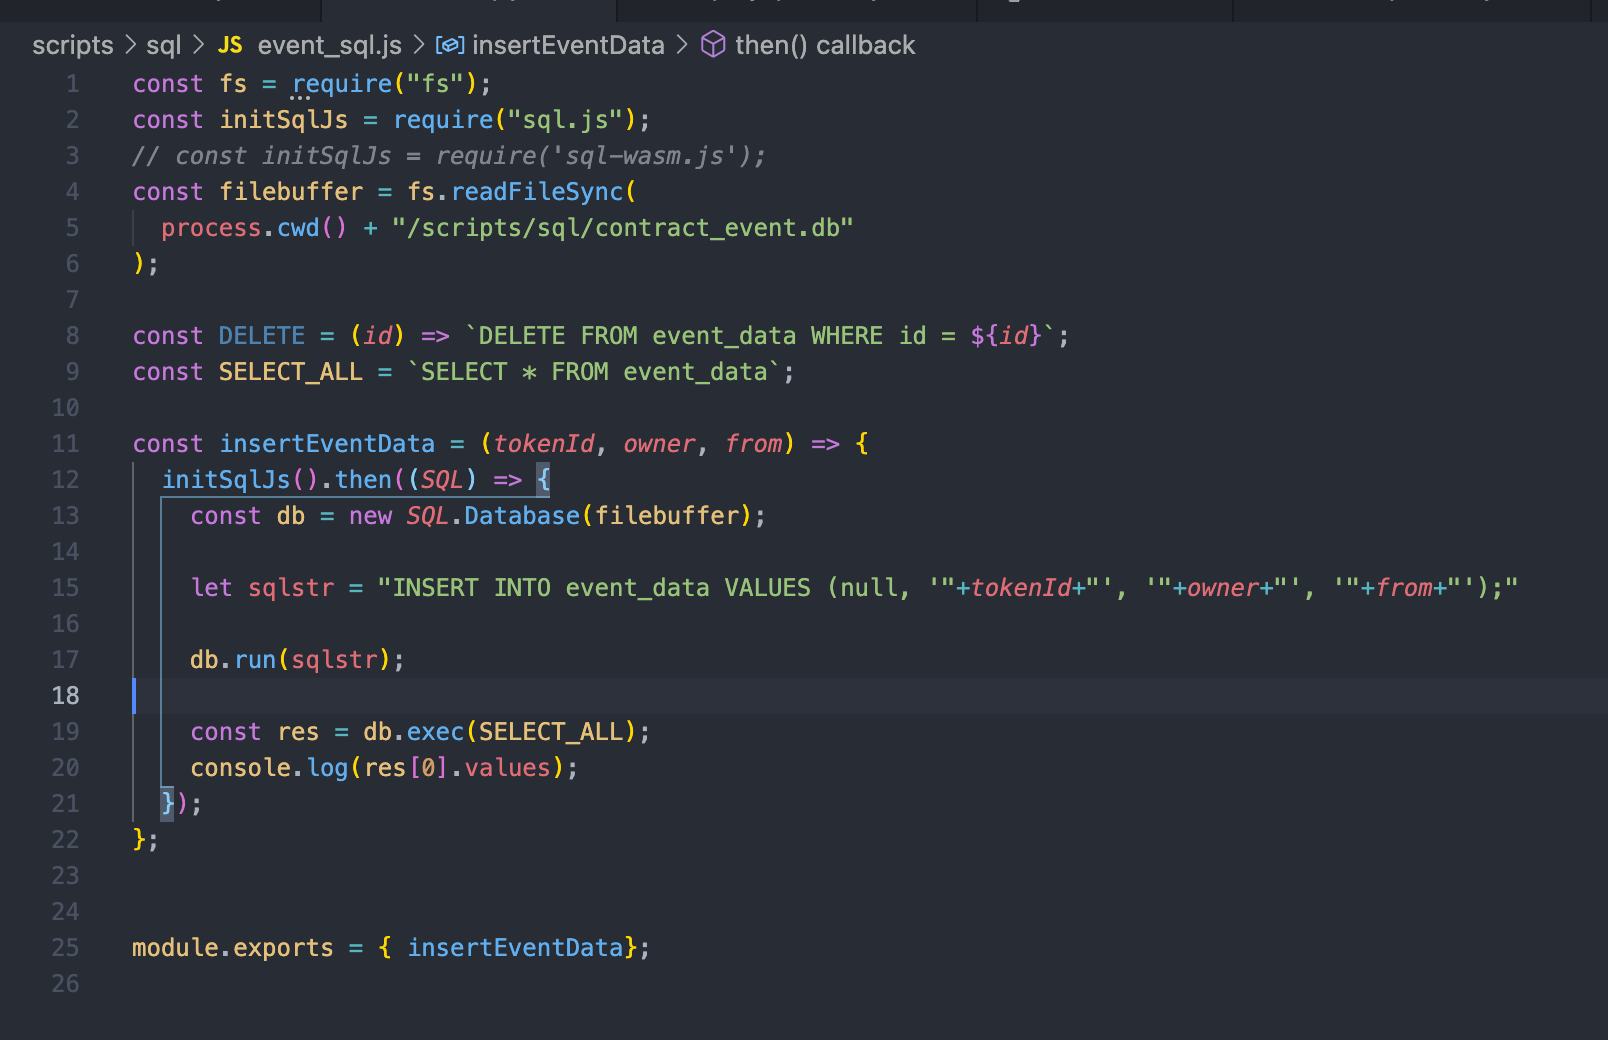 scripts > sql > JS event_sql.js > insertEventData > then() callback
1 const fs = require("fs");
2 const initSqlJs = require("sql.js");
3 // const initSqlJs = require('sql-wasm.js');
4 const filebuffer = fs.readFileSync(
5 process.cwd() + "/scripts/sql/contract_event.db"
6 );
7
8 const DELETE = (id) => `DELETE FROM event_data WHERE id = ${id}`;
9 const SELECT_ALL = `SELECT * FROM event_data`;
10
11 const insertEventData = (tokenId, owner, from) => {
12 initSqlJs().then((SQL) => {
13 const db = new SQL.Database(filebuffer);
14
15 let sqlstr = "INSERT INTO event_data VALUES (null, '"+tokenId+"', '"+owner+"', '"+from+"');"
16
17 db.run(sqlstr);
18
19 const res = db.exec(SELECT_ALL);
20 console.log(res[0].values);
21 });
22 };
23
24
25 module.exports = { insertEventData};
26